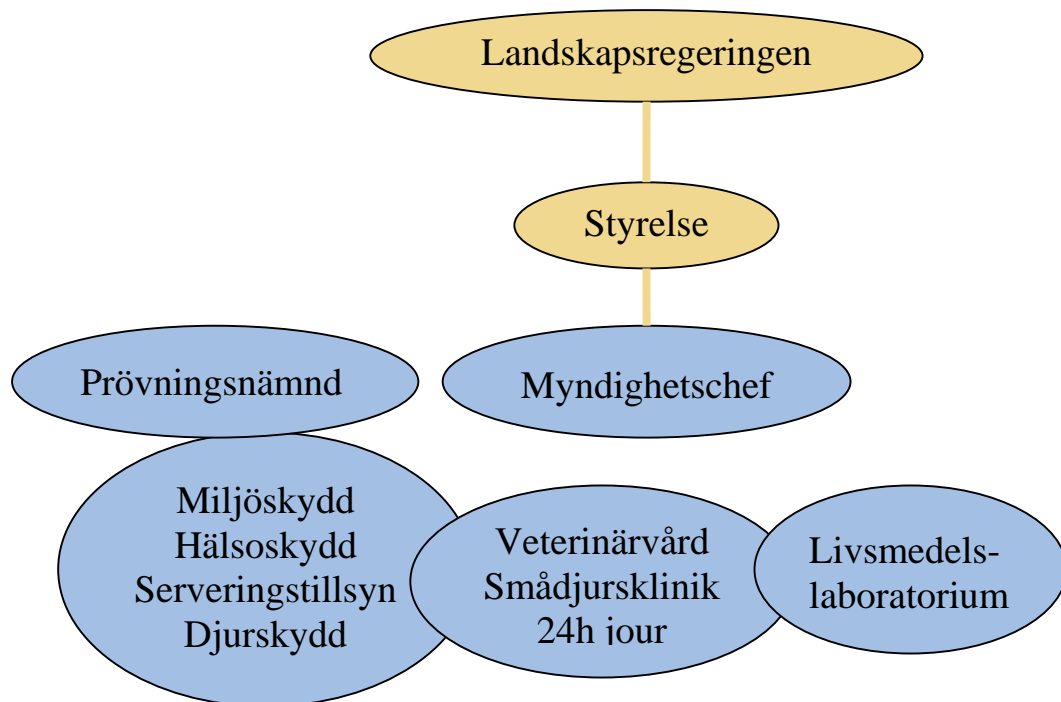 Landskapsregeringen
Styrelse
Prövningsnämnd
Myndighetschef
Miljöskydd
Hälsoskydd
Serveringstillsyn
Djurskydd
Veterinärvård
Smådjursklinik
24h jour
Livsmedels-
laboratorium